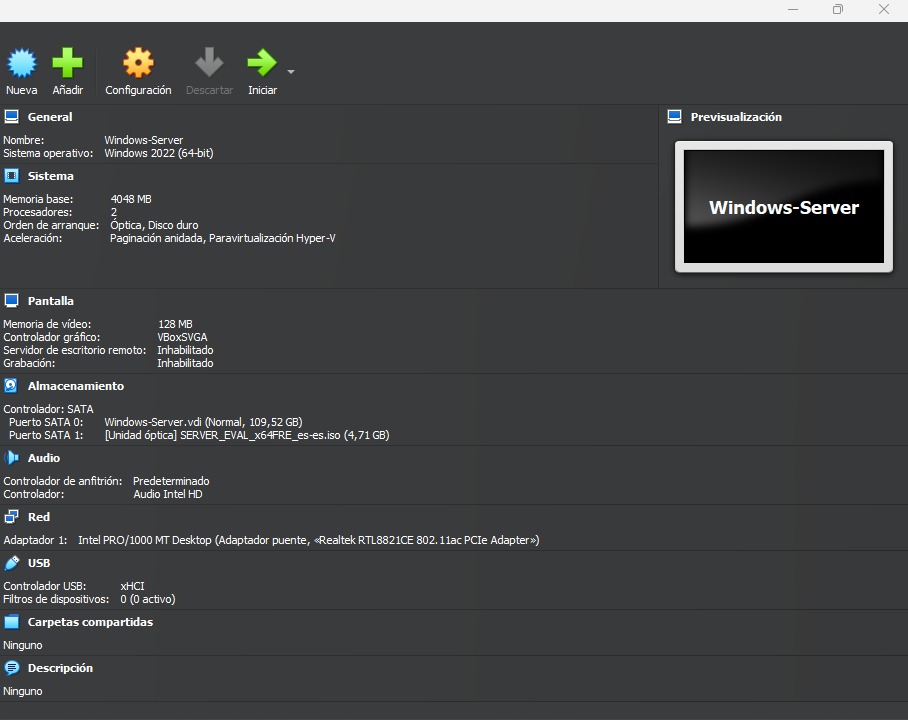 Nueva Añadir Configuración Descartar Iniciar
General
Nombre: Windows-Server
Sistema operativo: Windows 2022 (64-bit)
Previsualización
Windows-Server
Sistema
Memoria base: 4048 MB
Procesadores: 2
Orden de arranque: Óptica, Disco duro
Aceleración: Paginación anidada, Paravirtualización Hyper-V
Pantalla
Memoria de vídeo: 128 MB
Controlador gráfico: VBoxSVGA
Servidor de escritorio remoto: Inhabilitado
Grabación: Inhabilitado
Almacenamiento
Controlador: SATA
Puerto SATA 0: Windows-Server.vdi (Normal, 109,52 GB)
Puerto SATA 1: [Unidad óptica] SERVER_EVAL_x64FRE_es-es.iso (4,71 GB)
Audio
Controlador de anfitrión: Predeterminado
Controlador: Audio Intel HD
Red
Adaptador 1: Intel PRO/1000 MT Desktop (Adaptador puente, «Realtek RTL8821CE 802.11ac PCIe Adapter»)
USB
Controlador USB: xHCI
Filtros de dispositivos: 0 (0 activo)
Carpetas compartidas
Ninguno
Descripción
Ninguno